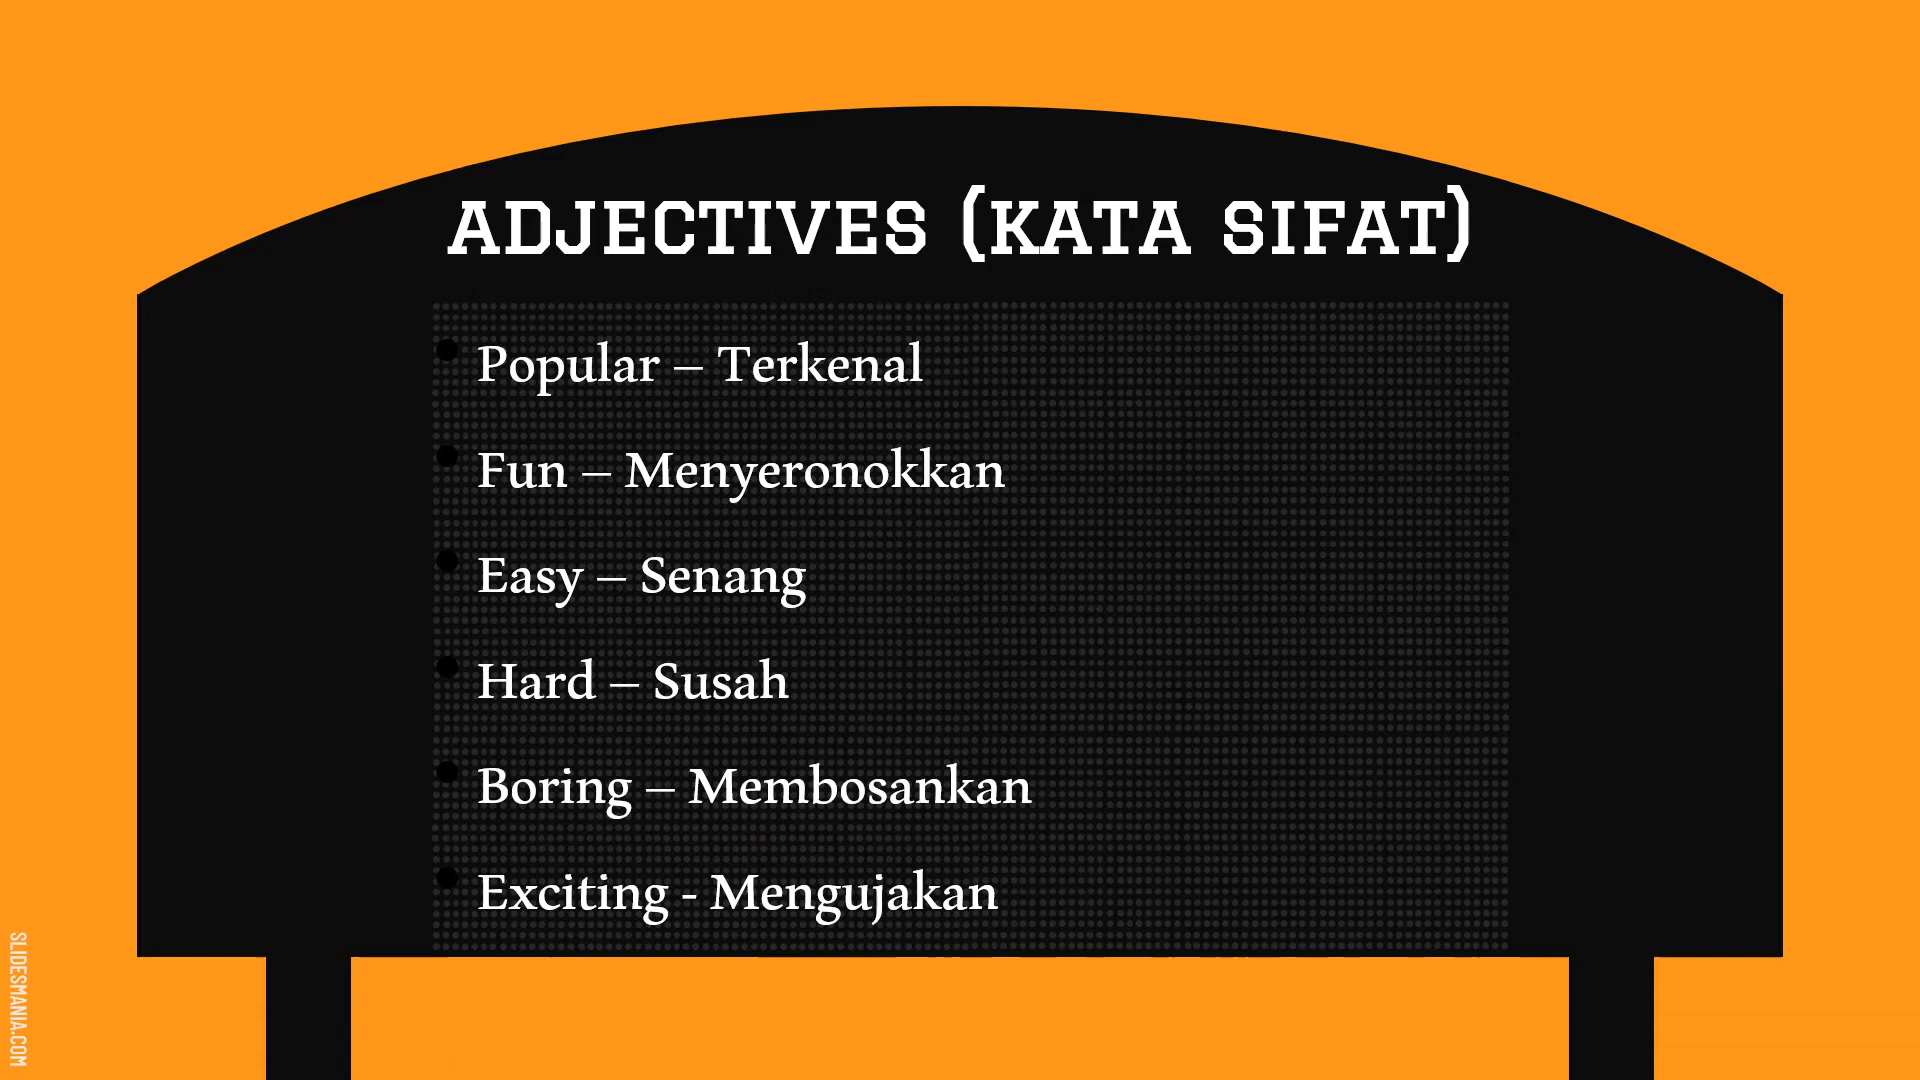 ADJECTIVES (KATA SIFAT)
• Popular – Terkenal
• Fun – Menyeronokkan
• Easy – Senang
• Hard – Susah
• Boring – Membosankan
• Exciting - Mengujakan
SLIDESMANIA.COM